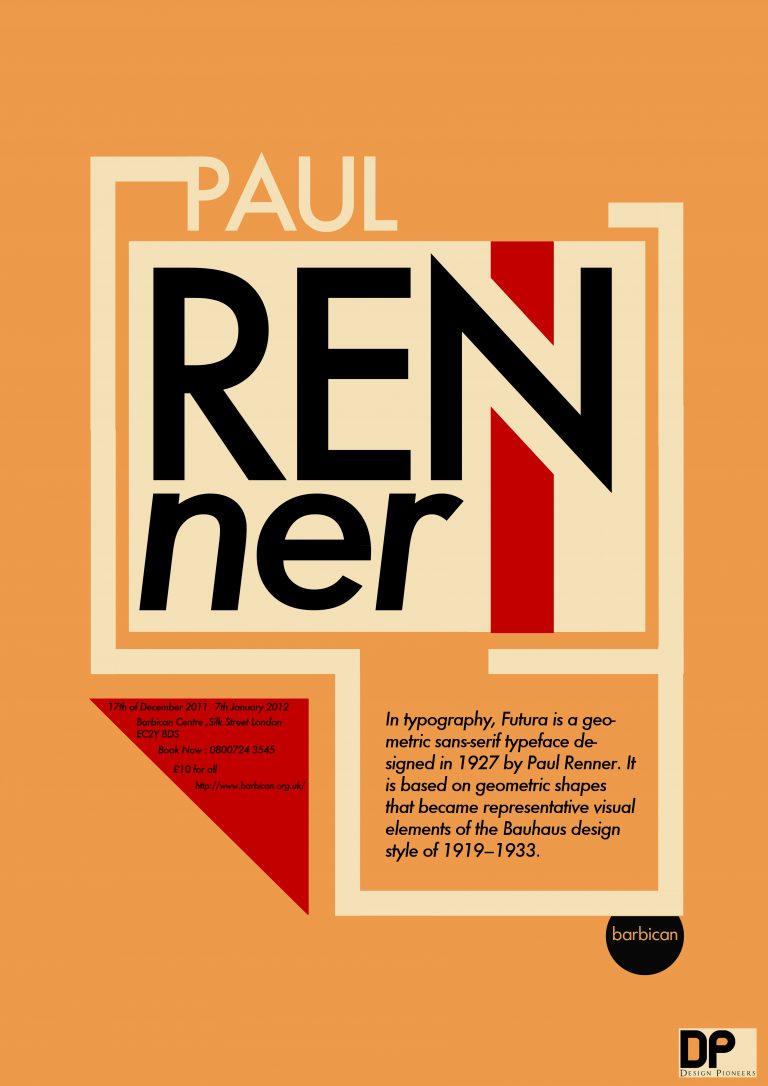 PAUL
REN
ner
17th of December 2011 - 7th January 2012
Barbican Centre ,Silk Street London
EC2Y 8DS
Book Now : 0800724 3545
£10 for all
http://www.barbican.org.uk/
In typography, Futura is a geo-
metric sans-serif typeface de-
signed in 1927 by Paul Renner. It
is based on geometric shapes
that became representative visual
elements of the Bauhaus design
style of 1919–1933.
barbican
DP
Design Pioneers